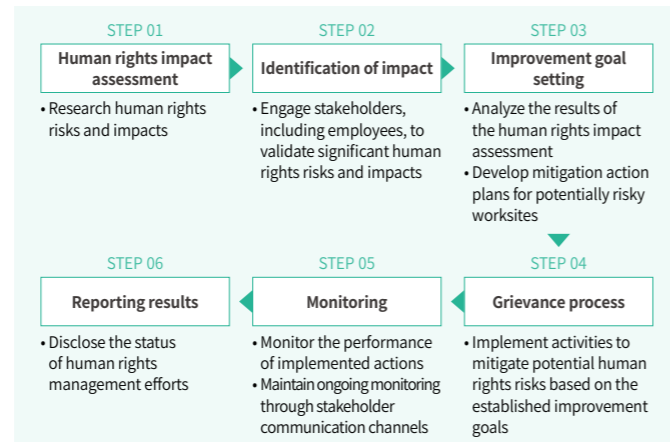 STEP 01
Human rights impact
assessment
• Research human rights
risks and impacts
STEP 02
Identification of impact
• Engage stakeholders,
including employees, to
validate significant human
rights risks and impacts
STEP 03
Improvement goal
setting
• Analyze the results of
the human rights impact
assessment
• Develop mitigation action
plans for potentially risky
worksites
STEP 04
Grievance process
• Implement activities to
mitigate potential human
rights risks based on the
established improvement
goals
STEP 05
Monitoring
• Monitor the performance
of implemented actions
• Maintain ongoing monitoring
through stakeholder
communication channels
STEP 06
Reporting results
• Disclose the status
of human rights
management efforts